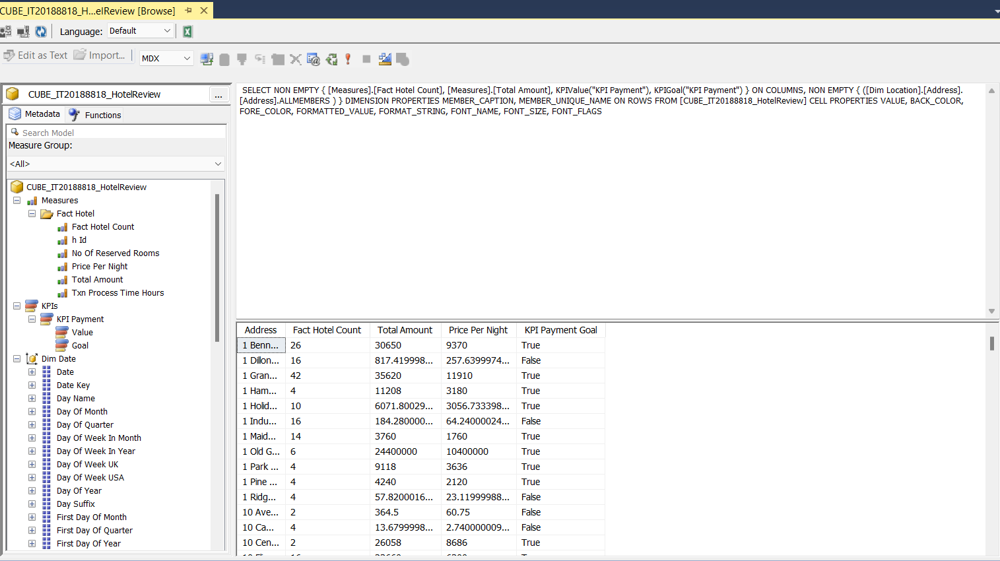 CUBE_IT20188818_H...elReview [Browse]
Language: Default
Edit as Text Import... MDX
CUBE_IT20188818_HotelReview ...
Metadata Functions
Search Model
Measure Group:
<All>
CUBE_IT20188818_HotelReview
Measures
Fact Hotel
Fact Hotel Count
h Id
No Of Reserved Rooms
Price Per Night
Total Amount
Txn Process Time Hours
KPIs
KPI Payment
Value
Goal
Dim Date
Date
Date Key
Day Name
Day Of Month
Day Of Quarter
Day Of Week In Month
Day Of Week In Year
Day Of Week UK
Day Of Week USA
Day Of Year
Day Suffix
First Day Of Month
First Day Of Quarter
First Day Of Year
SELECT NON EMPTY { [Measures].[Fact Hotel Count], [Measures].[Total Amount], KPIValue("KPI Payment"), KPIGoal("KPI Payment") } ON COLUMNS, NON EMPTY { ([Dim Location].[Address].
[Address].ALLMEMBERS ) } DIMENSION PROPERTIES MEMBER_CAPTION, MEMBER_UNIQUE_NAME ON ROWS FROM [CUBE_IT20188818_HotelReview] CELL PROPERTIES VALUE, BACK_COLOR,
FORE_COLOR, FORMATTED_VALUE, FORMAT_STRING, FONT_NAME, FONT_SIZE, FONT_FLAGS
Address Fact Hotel Count Total Amount Price Per Night KPI Payment Goal
1 Benn... 26 30650 9370 True
1 Dillon... 16 817.419998... 257.6399974... False
1 Gran... 42 35620 11910 True
1 Ham... 4 11208 3180 True
1 Holid... 10 6071.80029... 3056.733398... True
1 Indu... 16 184.280000... 64.24000024... False
1 Maid... 14 3760 1760 True
1 Old G... 6 24400000 10400000 True
1 Park ... 4 9118 3636 True
1 Pine ... 4 4240 2120 True
1 Ridg... 4 57.8200016... 23.11999988... False
10 Ave... 2 364.5 60.75 False
10 Ca... 4 13.6799998... 2.740000009... False
10 Cen... 2 26058 8686 True